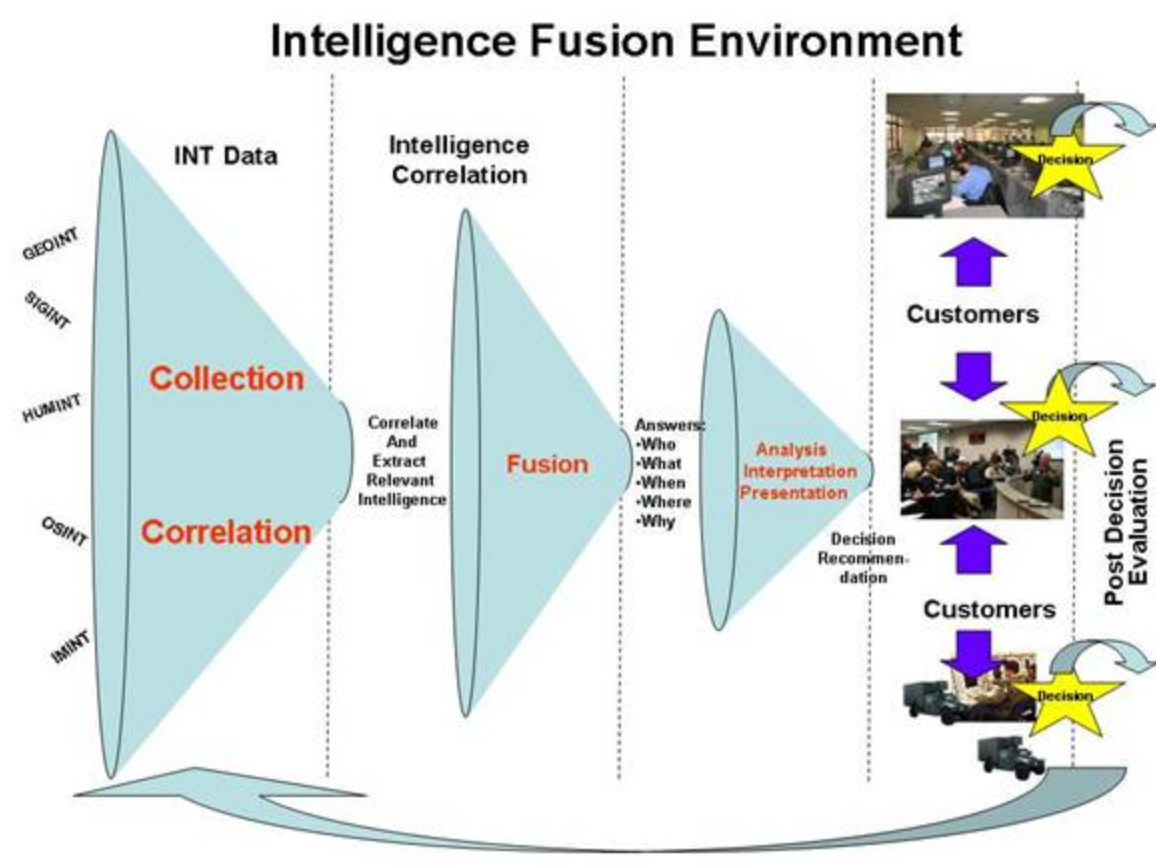 Intelligence Fusion Environment
INT Data
GEOINT
SIGINT
HUMINT
OSINT
IMINT
Collection
Correlation
Intelligence
Correlation
Correlate
And
Extract
Relevant
Intelligence
Fusion
Answers:
•Who
•What
•When
•Where
•Why
Analysis
Interpretation
Presentation
Decision
Recommen-
dation
Decision
Customers
Decision
Customers
Decision
Post Decision
Evaluation